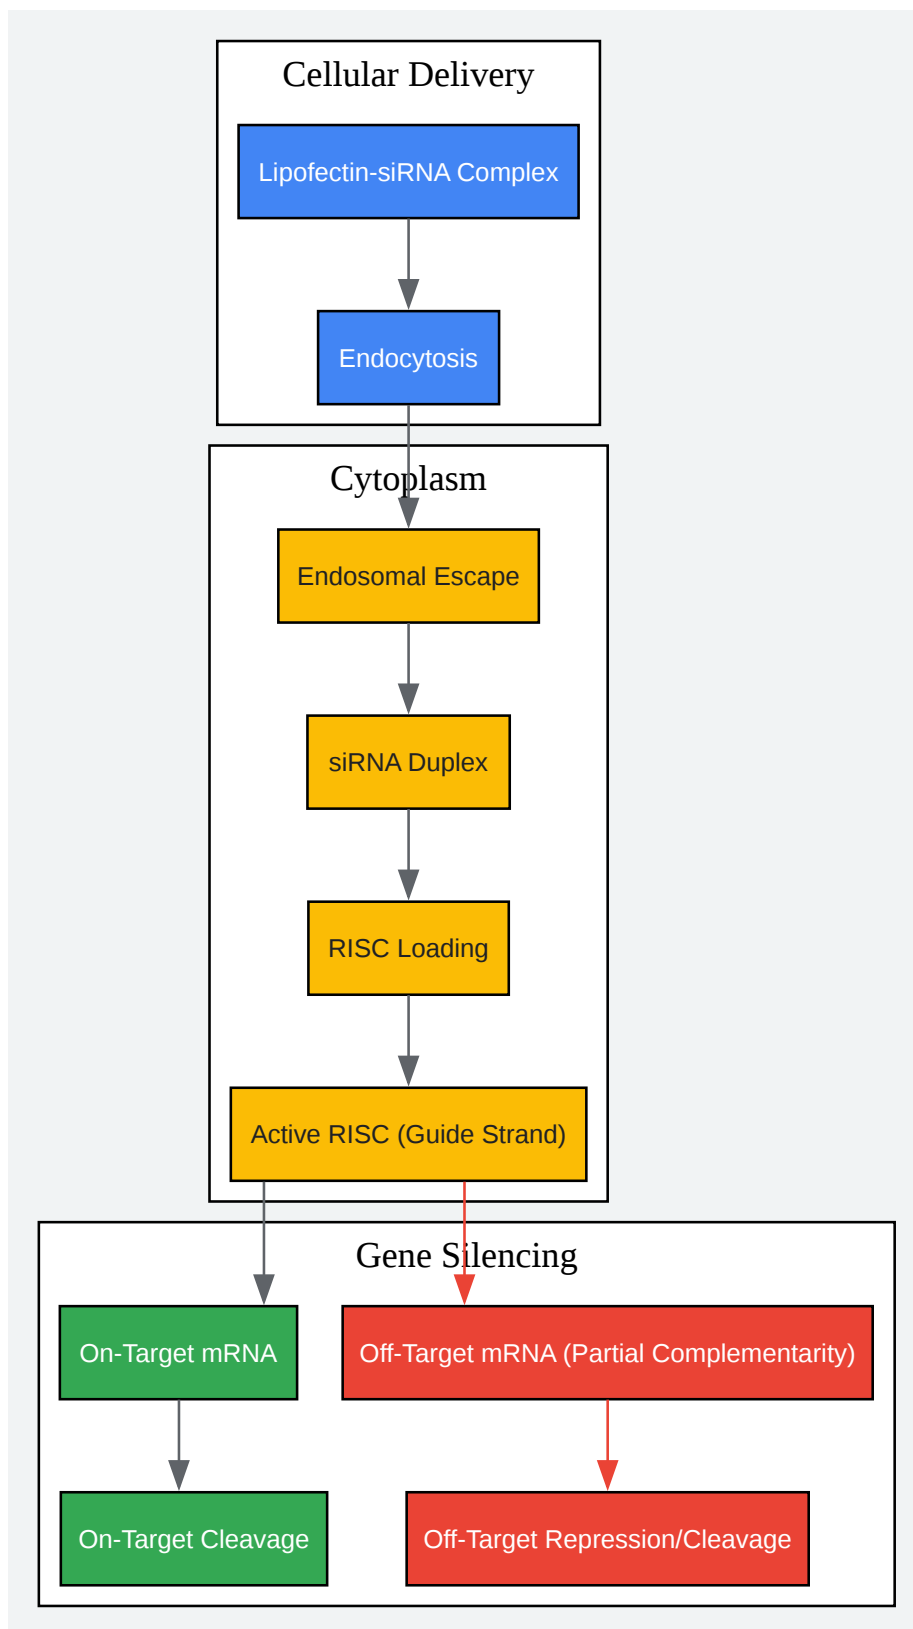 Cellular Delivery
Lipofectin-siRNA Complex
Endocytosis
Cytoplasm
Endosomal Escape
siRNA Duplex
RISC Loading
Active RISC (Guide Strand)
Gene Silencing
On-Target mRNA
Off-Target mRNA (Partial Complementarity)
On-Target Cleavage
Off-Target Repression/Cleavage